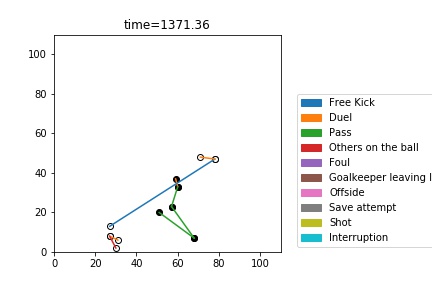 time=1371.36
100
80
60
40
20
0
0 20 40 60 80 100
Free Kick
Duel
Pass
Others on the ball
Foul
Goalkeeper leaving l
Offside
Save attempt
Shot
Interruption